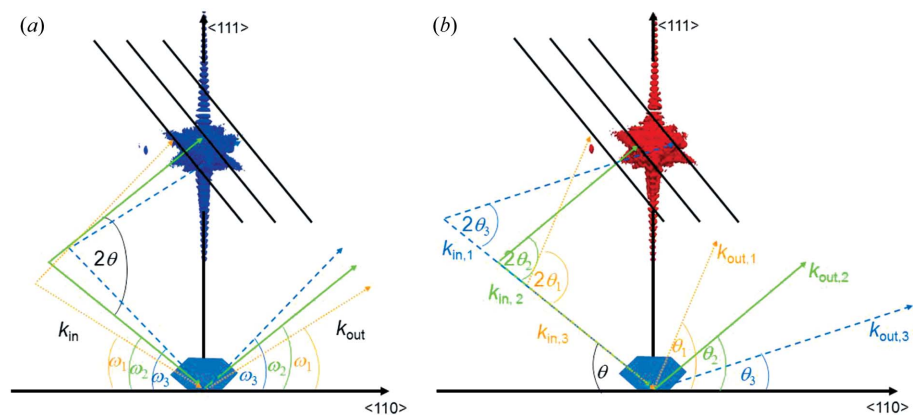 (a)
<111>
2θ
k_in
k_out
ω₁
ω₂
ω₃
ω₃
ω₂
ω₁
<110>
(b)
<111>
2θ₃
k_in,1
2θ₂
2θ₁
k_in, 2
k_in,3
k_out,1
k_out,2
k_out,3
θ
θ₁
θ₂
θ₃
<110>